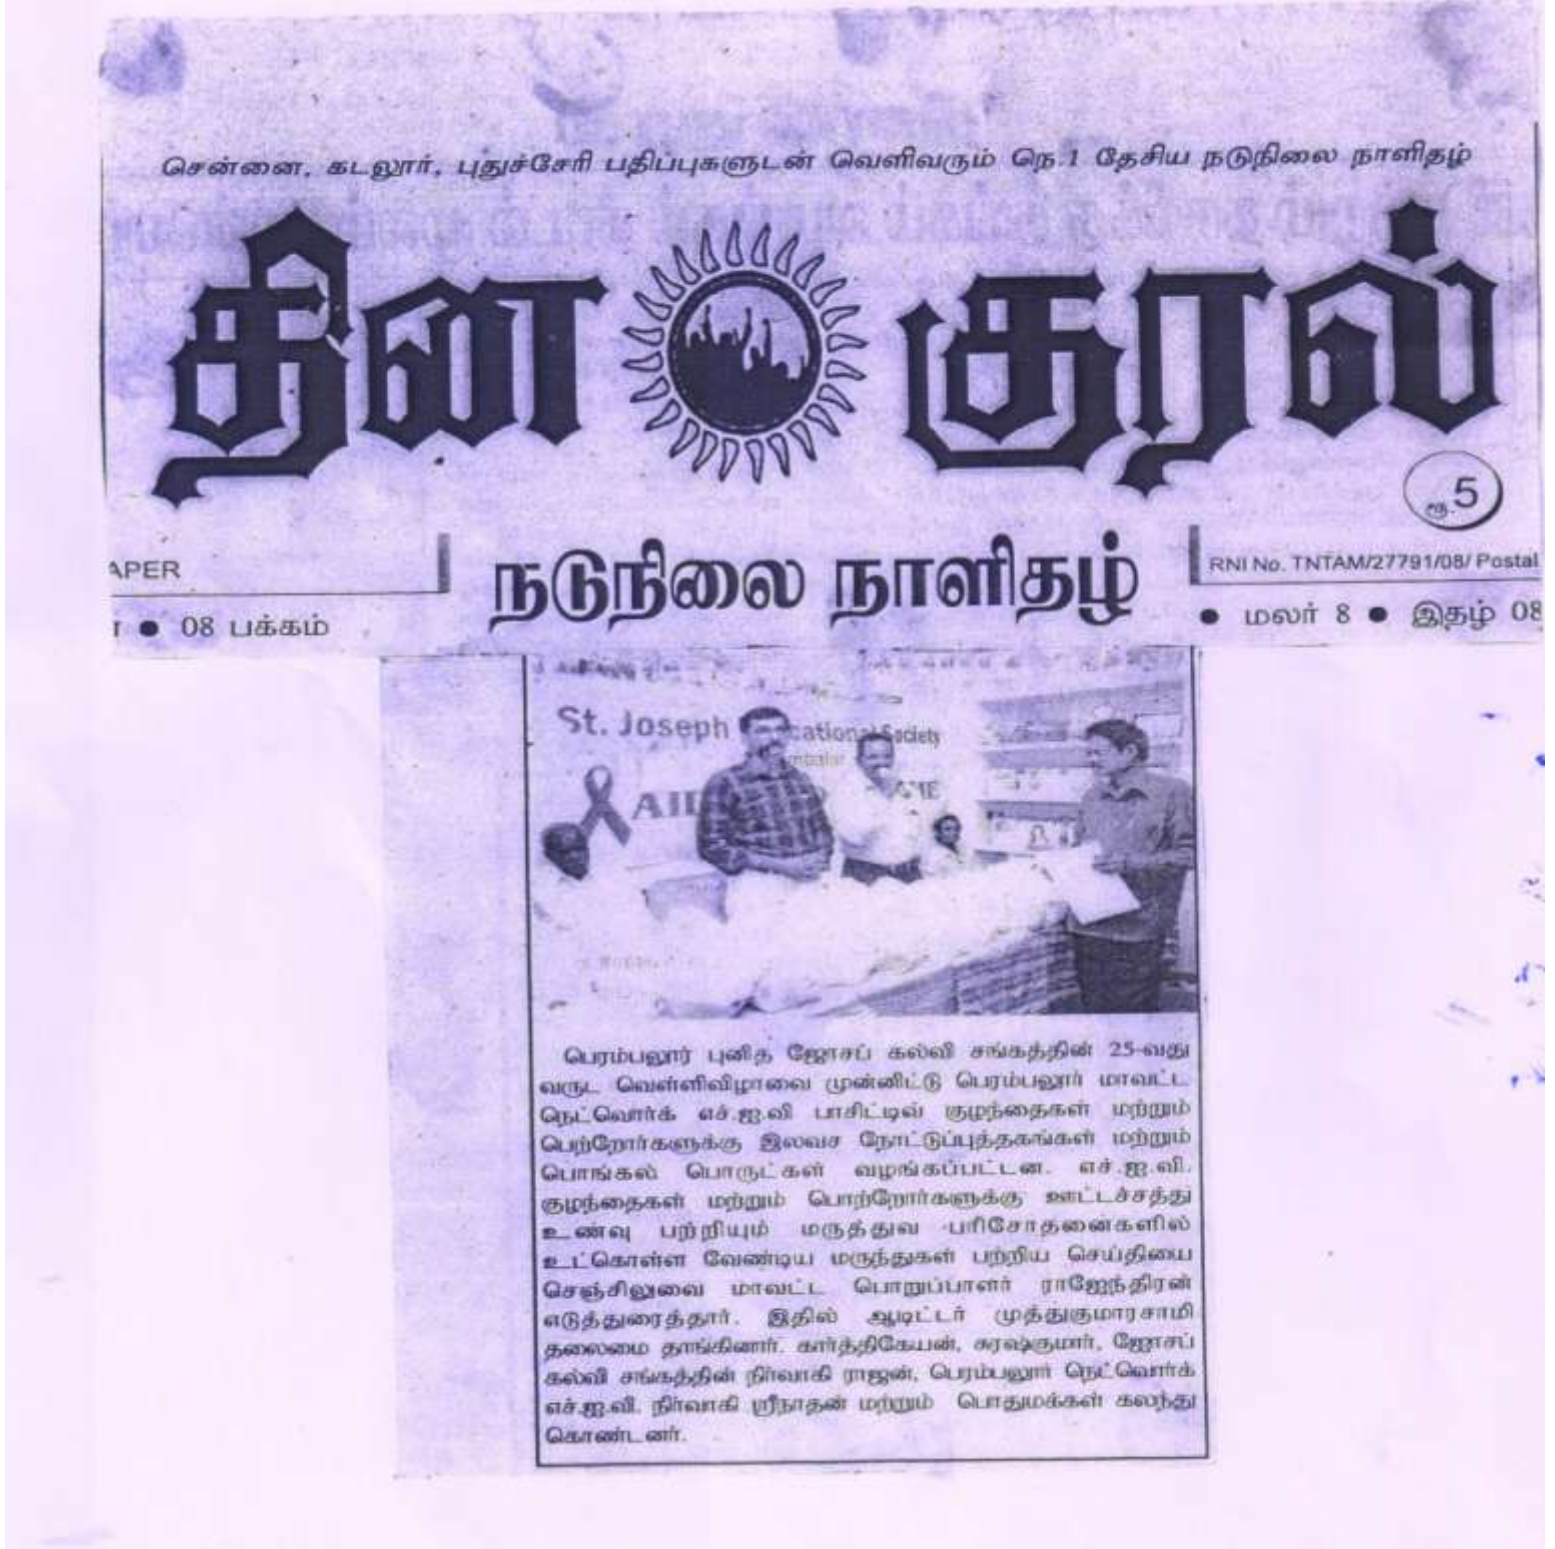 சென்னை, கடலூர், புதுச்சேரி பதிப்புகளுடன் வெளிவரும் நெ.1 தேசிய நடுநிலை நாளிதழ்
தின குரல்
ரூ.5
APER
நடுநிலை நாளிதழ்
RNI No. TNTAM/27791/08/ Postal
● 08 பக்கம்
● மலர் 8 ● இதழ் 08
St. Joseph cational Society
AID
பெரம்பலூர் புனித ஜோசப் கல்வி சங்கத்தின் 25-வது
வருட வெள்ளிவிழாவை முன்னிட்டு பெரம்பலூர் மாவட்ட
நெட்வொர்க் எச்.ஐ.வி பாசிட்டிவ் குழந்தைகள் மற்றும்
பெற்றோர்களுக்கு இலவச நோட்டுப்புத்தகங்கள் மற்றும்
பொங்கல் பொருட்கள் வழங்கப்பட்டன. எச்.ஐ.வி.
குழந்தைகள் மற்றும் பொற்றோர்களுக்கு ஊட்டச்சத்து
உணவு பற்றியும் மருத்துவ பரிசோதனைகளில்
உட்கொள்ள வேண்டிய மருந்துகள் பற்றிய செய்தியை
செஞ்சிலுவை மாவட்ட பொறுப்பாளர் ராஜேந்திரன்
எடுத்துரைத்தார். இதில் ஆடிட்டர் முத்துகுமாரசாமி
தலைமை தாங்கினார். கார்த்திகேயன், சுரஷ்குமார், ஜோசப்
கல்வி சங்கத்தின் நிர்வாகி ராஜன், பெரம்பலூர் நெட்வொர்க்
எச்.ஐ.வி. நிர்வாகி ஸ்ரீநாதன் மற்றும் பொதுமக்கள் கலந்து
கொண்டனர்.